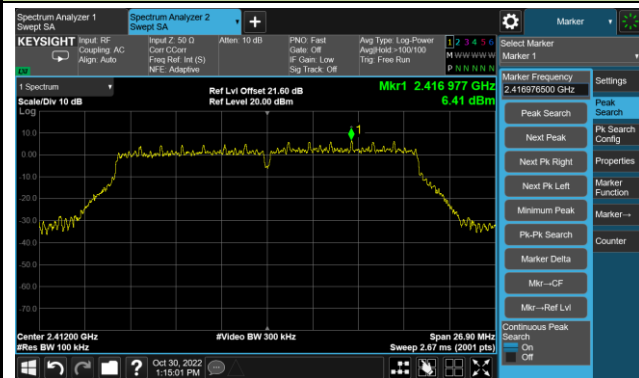 Spectrum Analyzer 1
Swept SA
Spectrum Analyzer 2
Swept SA
Marker
KEYSIGHT
Input: RF
Coupling: AC
Align: Auto
Input Z: 50 Ω
Corr CCorr
Freq Ref: Int (S)
NFE: Adaptive
Atten: 10 dB
PNO: Fast
Gate: Off
IF Gain: Low
Sig Track: Off
Avg Type: Log-Power
Avg|Hold >100/100
Trig: Free Run
1 2 3 4 5 6
M W W W W W
P N N N N N
LXI
Select Marker
Marker 1
1 Spectrum
Scale/Div 10 dB
Log
Ref Lvl Offset 21.60 dB
Ref Level 20.00 dBm
Mkr1 2.416 977 GHz
6.41 dBm
1
10.0
0.00
-10.0
-20.0
-30.0
-40.0
-50.0
-60.0
-70.0
Center 2.41200 GHz
#Res BW 100 kHz
#Video BW 300 kHz
Span 26.90 MHz
Sweep 2.67 ms (2001 pts)
Marker Frequency
2.416976500 GHz
Peak Search
Next Peak
Next Pk Right
Next Pk Left
Minimum Peak
Pk-Pk Search
Marker Delta
Mkr→CF
Mkr→Ref Lvl
Continuous Peak
Search
On
Off
Settings
Peak
Search
Pk Search
Config
Properties
Marker
Function
Marker→
Counter
Oct 30, 2022
1:15:01 PM